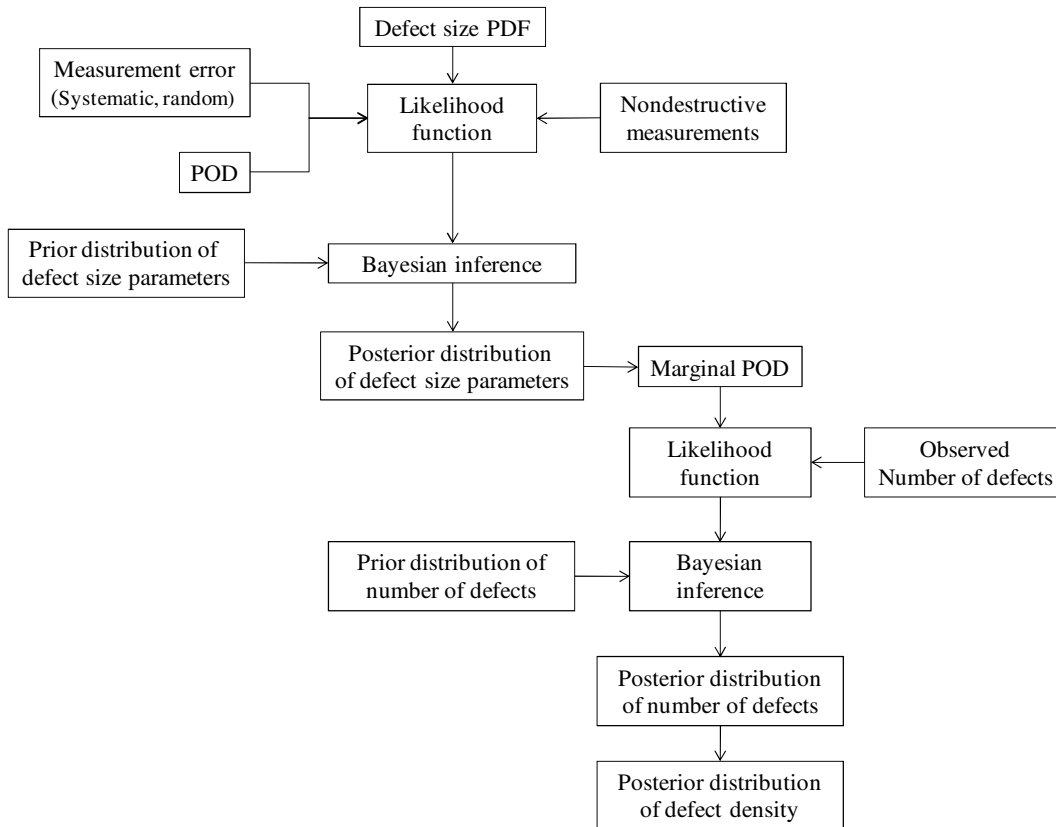 Defect size PDF
Measurement error
(Systematic, random)
Likelihood
function
Nondestructive
measurements
POD
Prior distribution of
defect size parameters
Bayesian inference
Posterior distribution
of defect size parameters
Marginal POD
Likelihood
function
Observed
Number of defects
Prior distribution of
number of defects
Bayesian
inference
Posterior distribution
of number of defects
Posterior distribution
of defect density